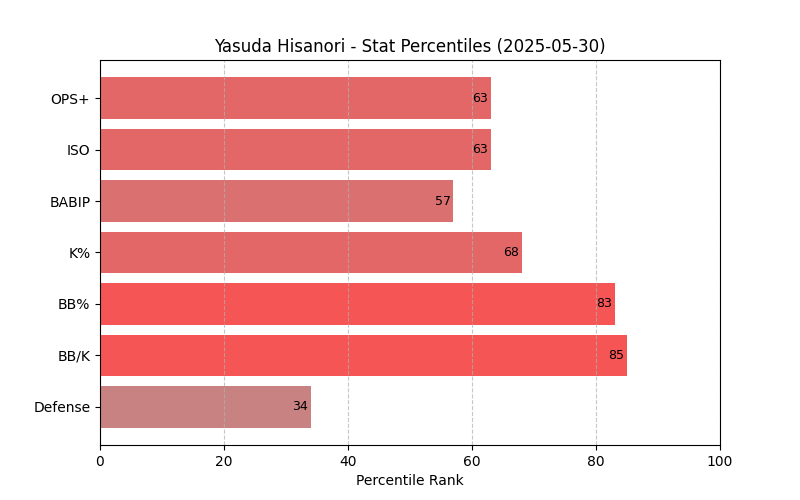 Yasuda Hisanori - Stat Percentiles (2025-05-30)
OPS+ 63
ISO 63
BABIP 57
K% 68
BB% 83
BB/K 85
Defense 34
0 20 40 60 80 100
Percentile Rank